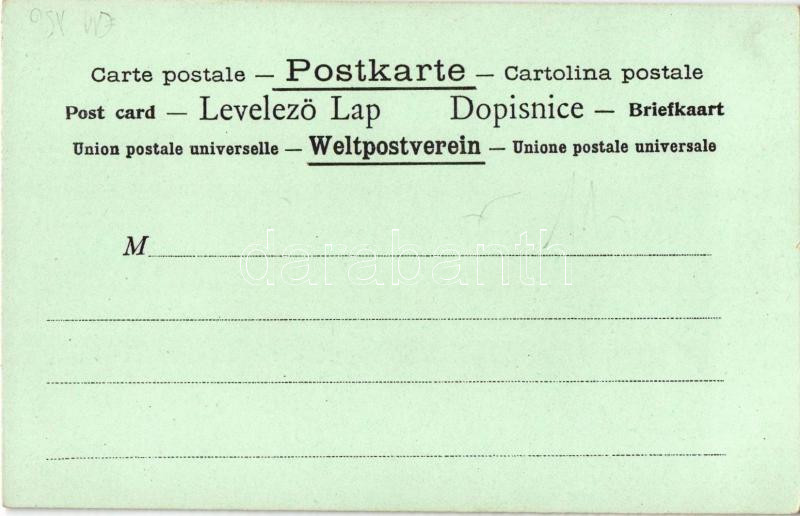 Carte postale — Postkarte — Cartolina postale
Post card — Levelezö Lap Dopisnice — Briefkaart
Union postale universelle — Weltpostverein — Unione postale universale
M
darabanth